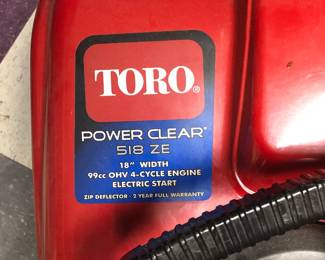 TORO
POWER CLEAR®
518 ZE
18" WIDTH
99cc OHV 4-CYCLE ENGINE
ELECTRIC START
ZIP DEFLECTOR - 2 YEAR FULL WARRANTY